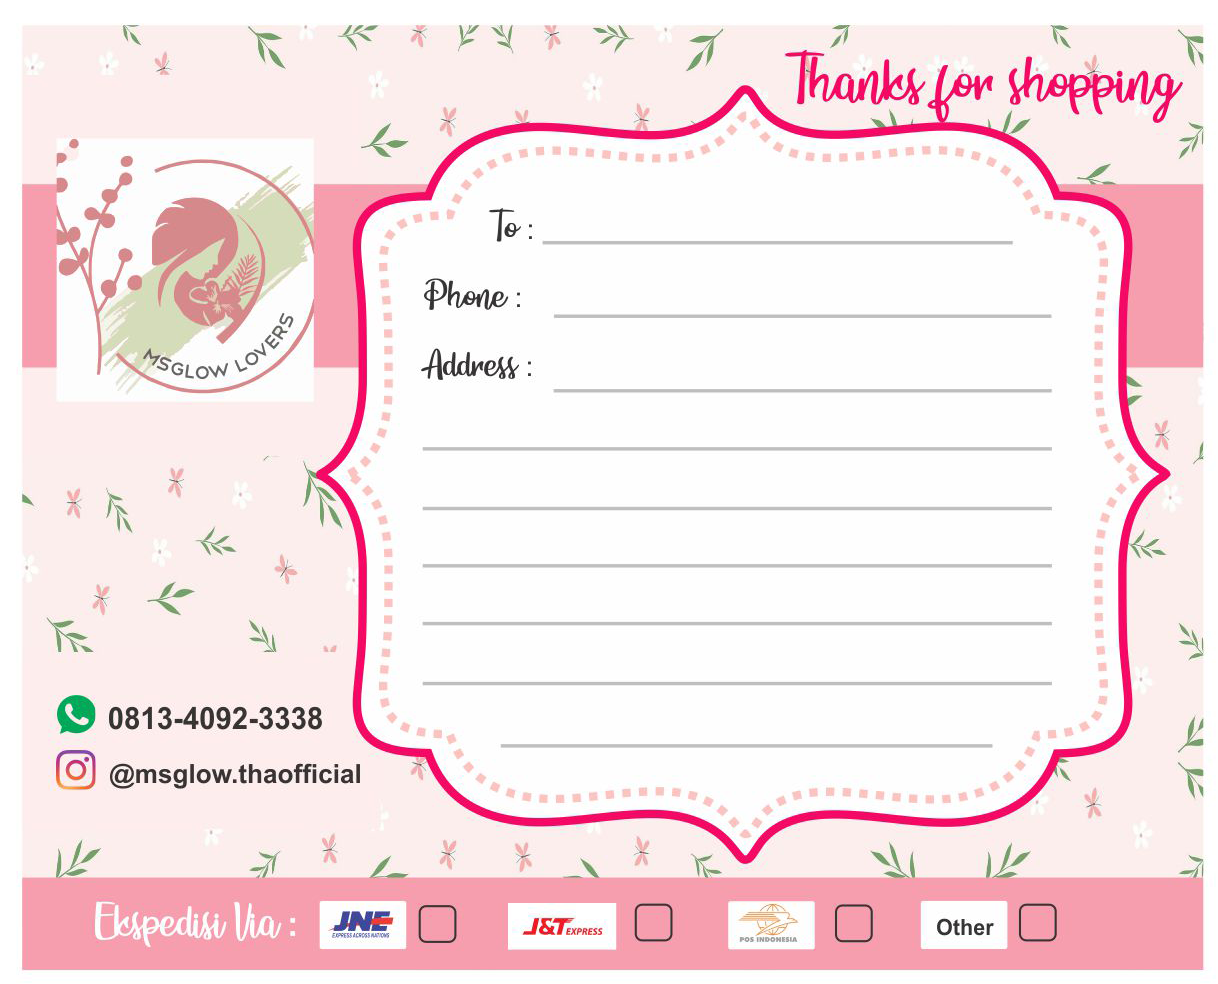 Thanks for shopping
MSGLOW LOVERS
To :
Phone :
Address :
0813-4092-3338
@msglow.thaofficial
Ekspedisi Via :
JNE
EXPRESS ACROSS NATIONS
J&T EXPRESS
POS INDONESIA
Other